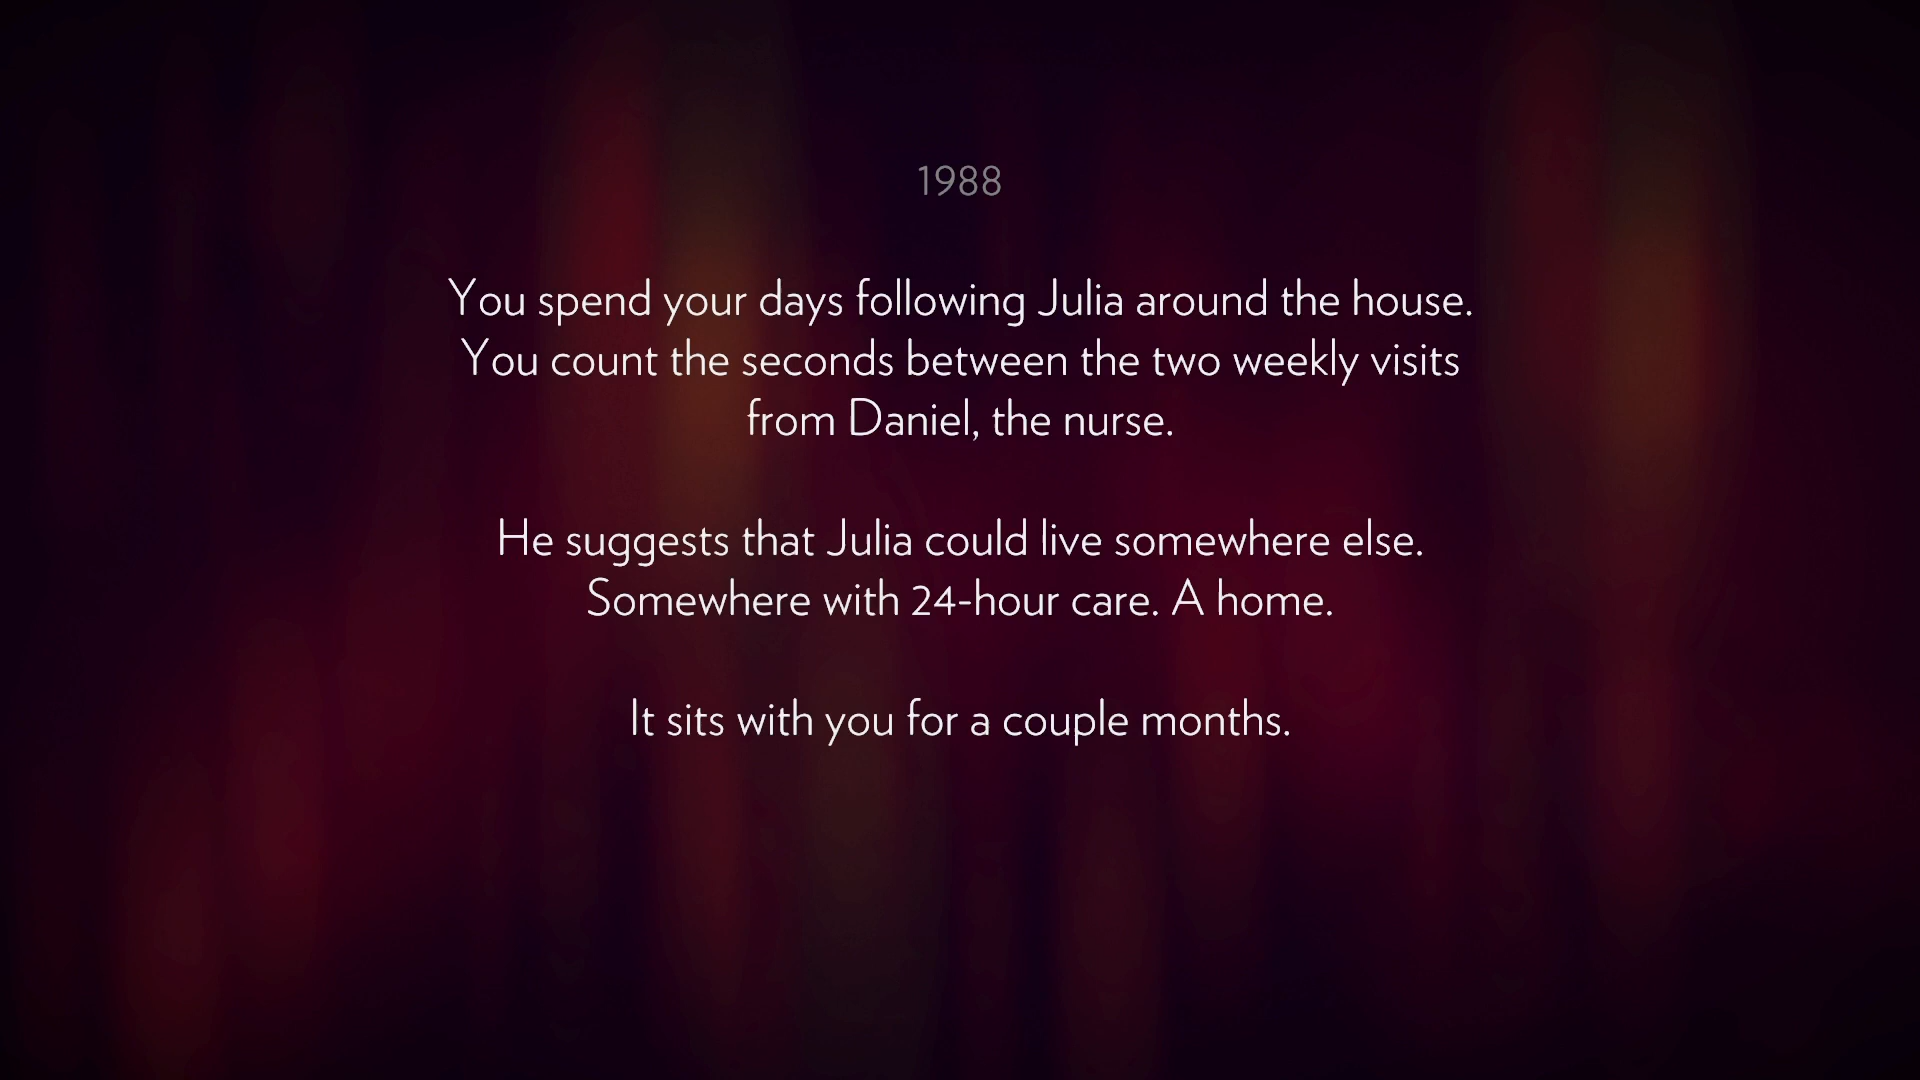 1988
You spend your days following Julia around the house.
You count the seconds between the two weekly visits
from Daniel, the nurse.
He suggests that Julia could live somewhere else.
Somewhere with 24-hour care. A home.
It sits with you for a couple months.